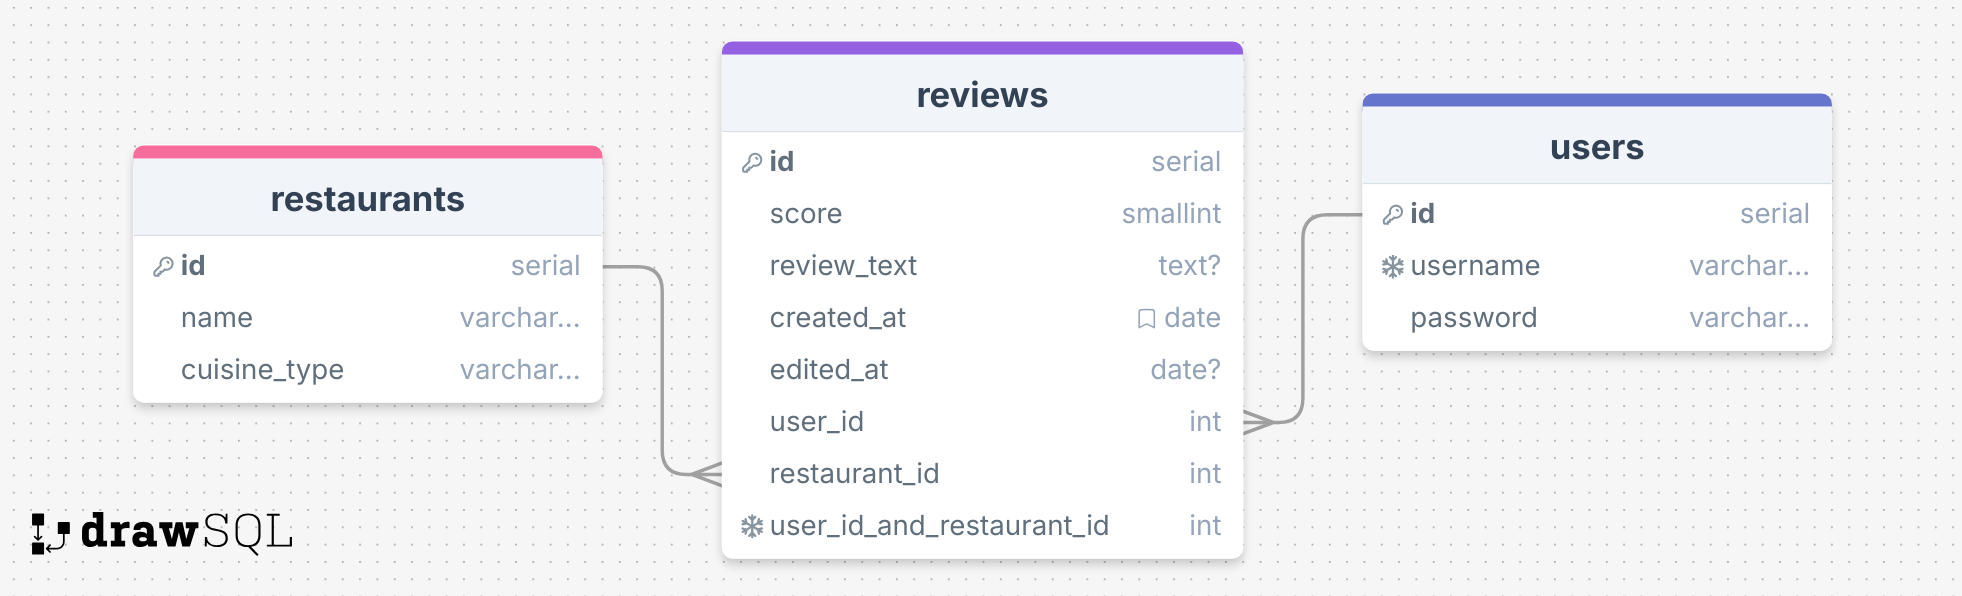 restaurants
id serial
name varchar...
cuisine_type varchar...
reviews
id serial
score smallint
review_text text?
created_at date
edited_at date?
user_id int
restaurant_id int
user_id_and_restaurant_id int
users
id serial
username varchar...
password varchar...
drawSQL